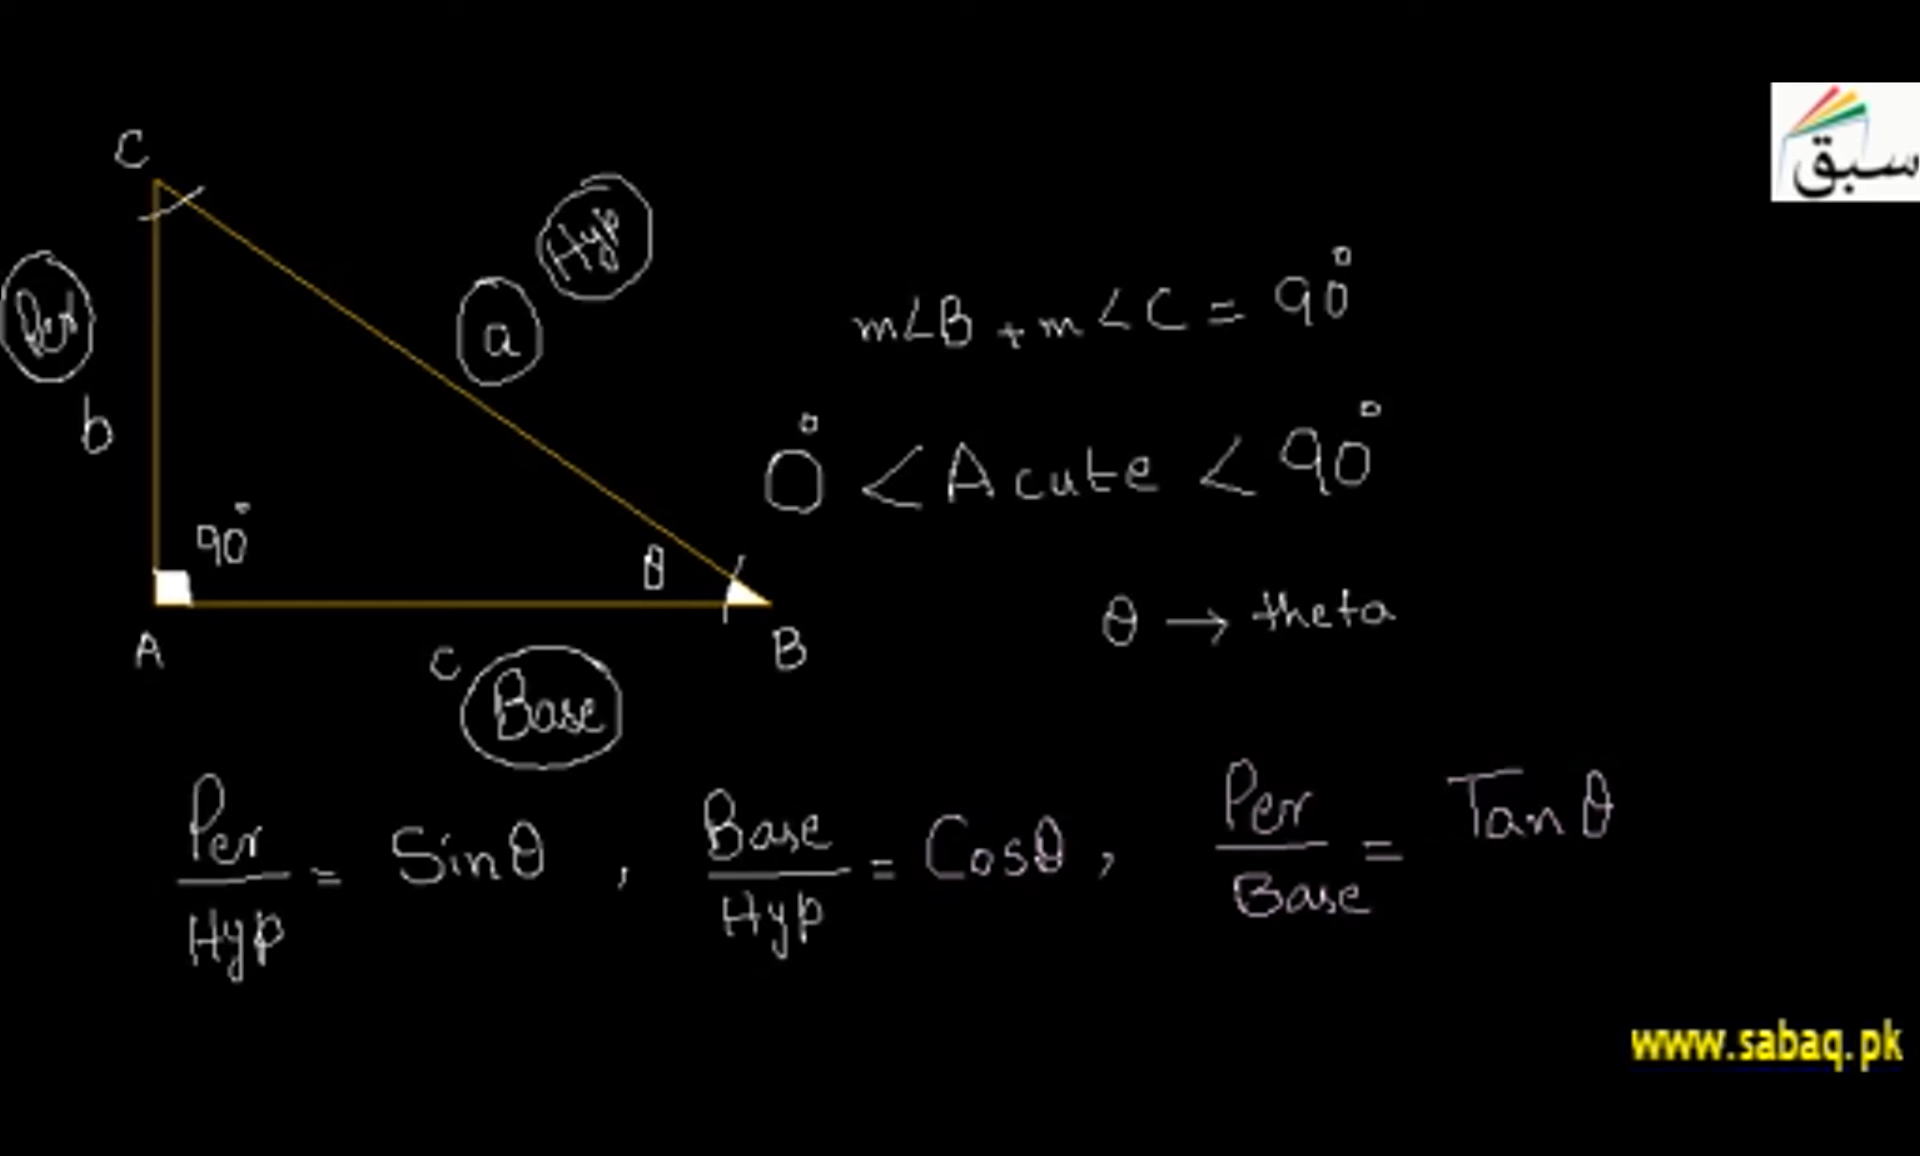 C
سبق
Hyp
Per
a
m∠B + m∠C = 90°
b
0° < Acute < 90°
90°
θ
θ → theta
A
c
B
Base
Per/Hyp = Sinθ , Base/Hyp = Cosθ , Per/Base = Tanθ
www.sabaq.pk